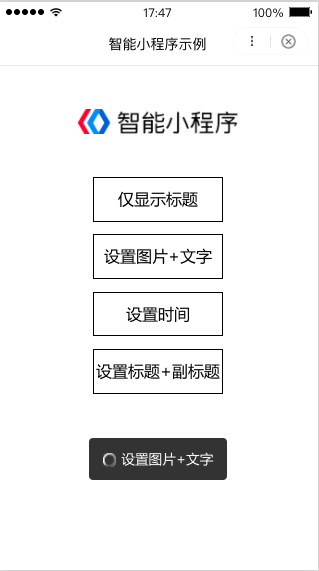 17:47
100%
智能小程序示例
智能小程序
仅显示标题
设置图片+文字
设置时间
设置标题+副标题
设置图片+文字